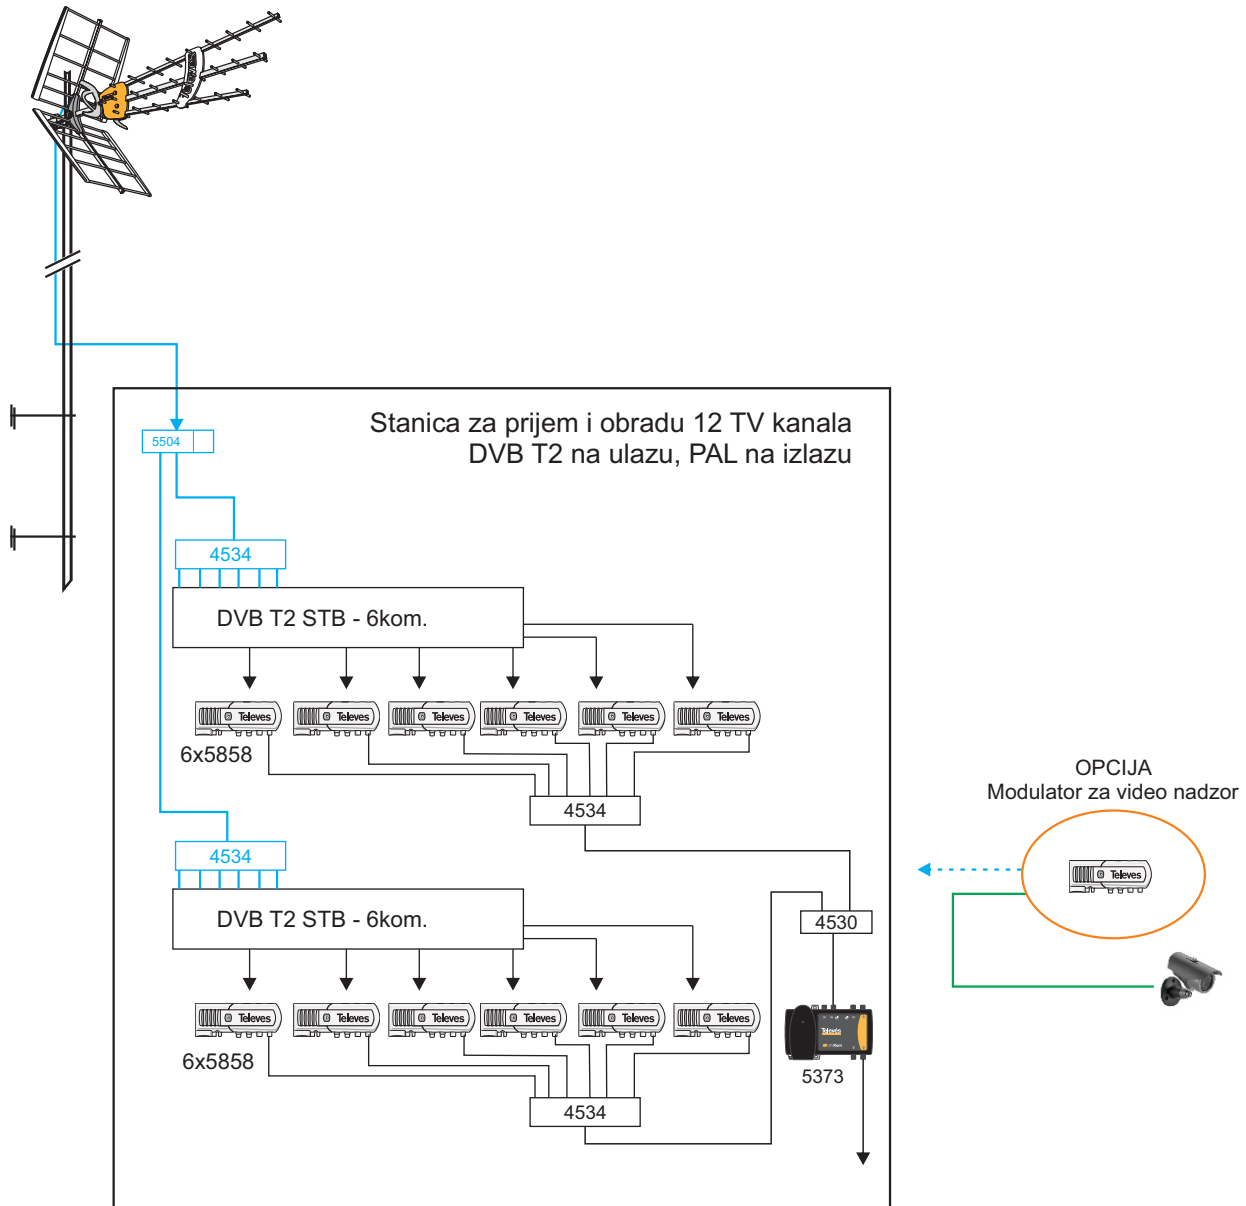 TELEVES
Stanica za prijem i obradu 12 TV kanala
DVB T2 na ulazu, PAL na izlazu
5504
4534
DVB T2 STB - 6kom.
Televes
Televes
Televes
Televes
Televes
Televes
6x5858
4534
OPCIJA
Modulator za video nadzor
Televes
4534
DVB T2 STB - 6kom.
4530
Televes
Televes
Televes
Televes
Televes
Televes
6x5858
Televés
5373
4534